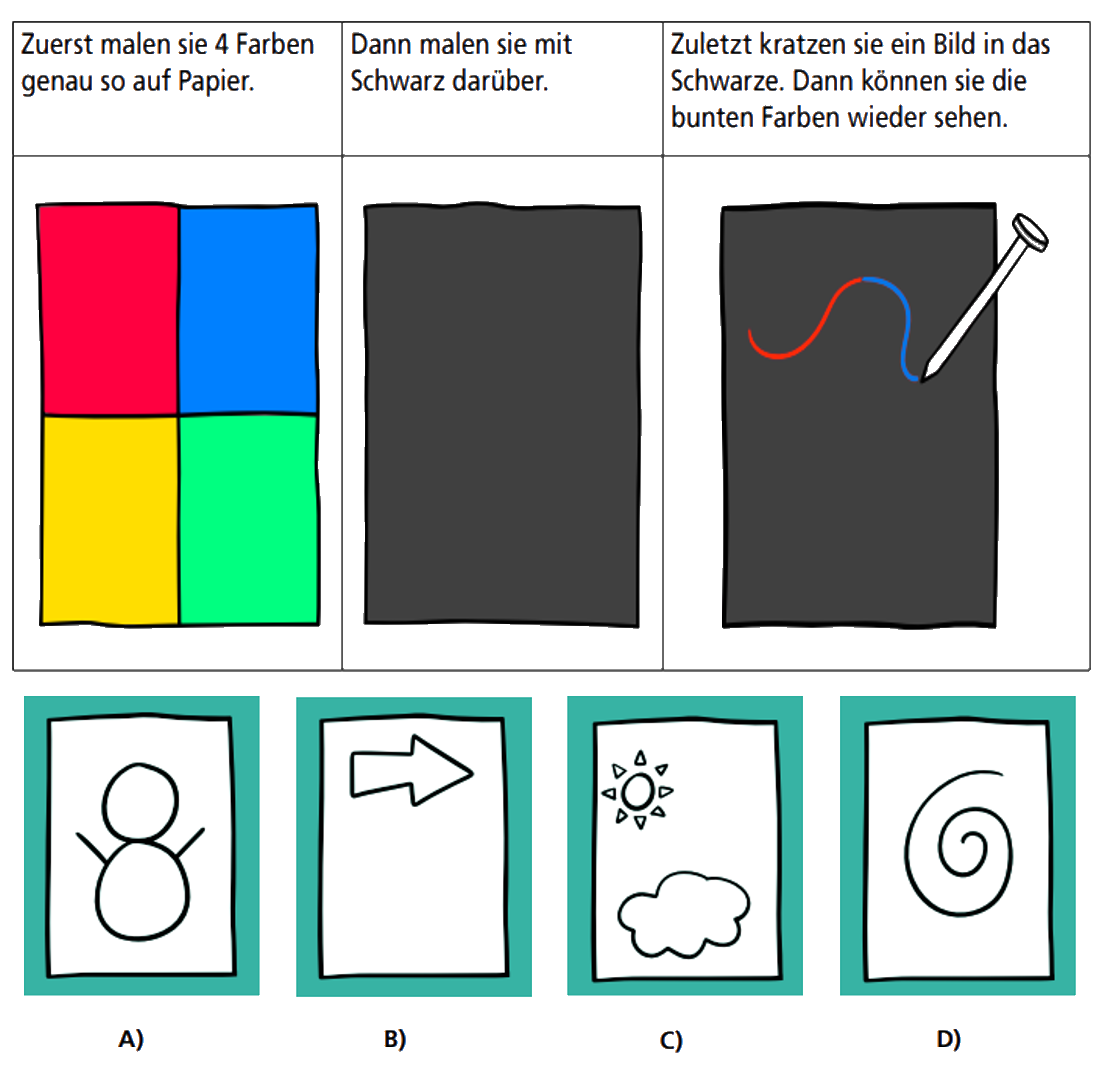 Zuerst malen sie 4 Farben
genau so auf Papier.
Dann malen sie mit
Schwarz darüber.
Zuletzt kratzen sie ein Bild in das
Schwarze. Dann können sie die
bunten Farben wieder sehen.
A)
B)
C)
D)